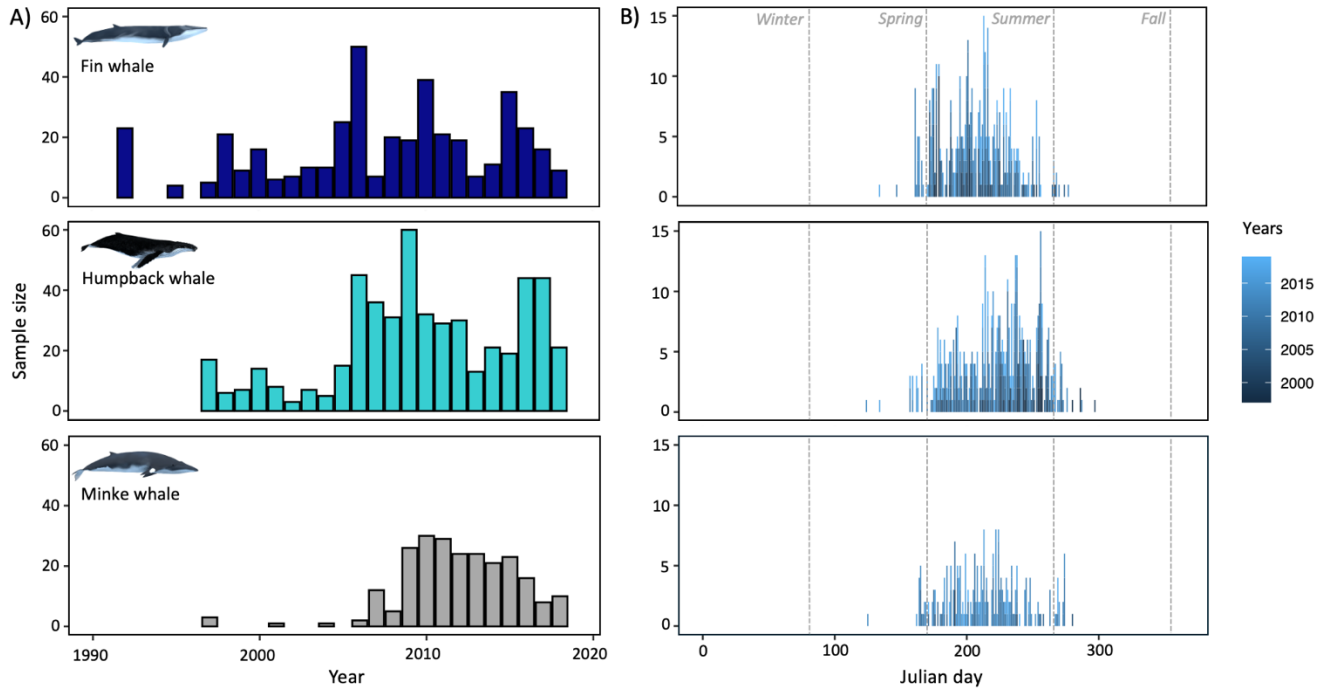 A)
B)
60
40
20
0
Fin whale
60
40
20
0
Humpback whale
60
40
20
0
Minke whale
Sample size
1990
2000
2010
2020
Year
15
10
5
0
Winter
Spring
Summer
Fall
15
10
5
0
15
10
5
0
0
100
200
300
Julian day
Years
2015
2010
2005
2000